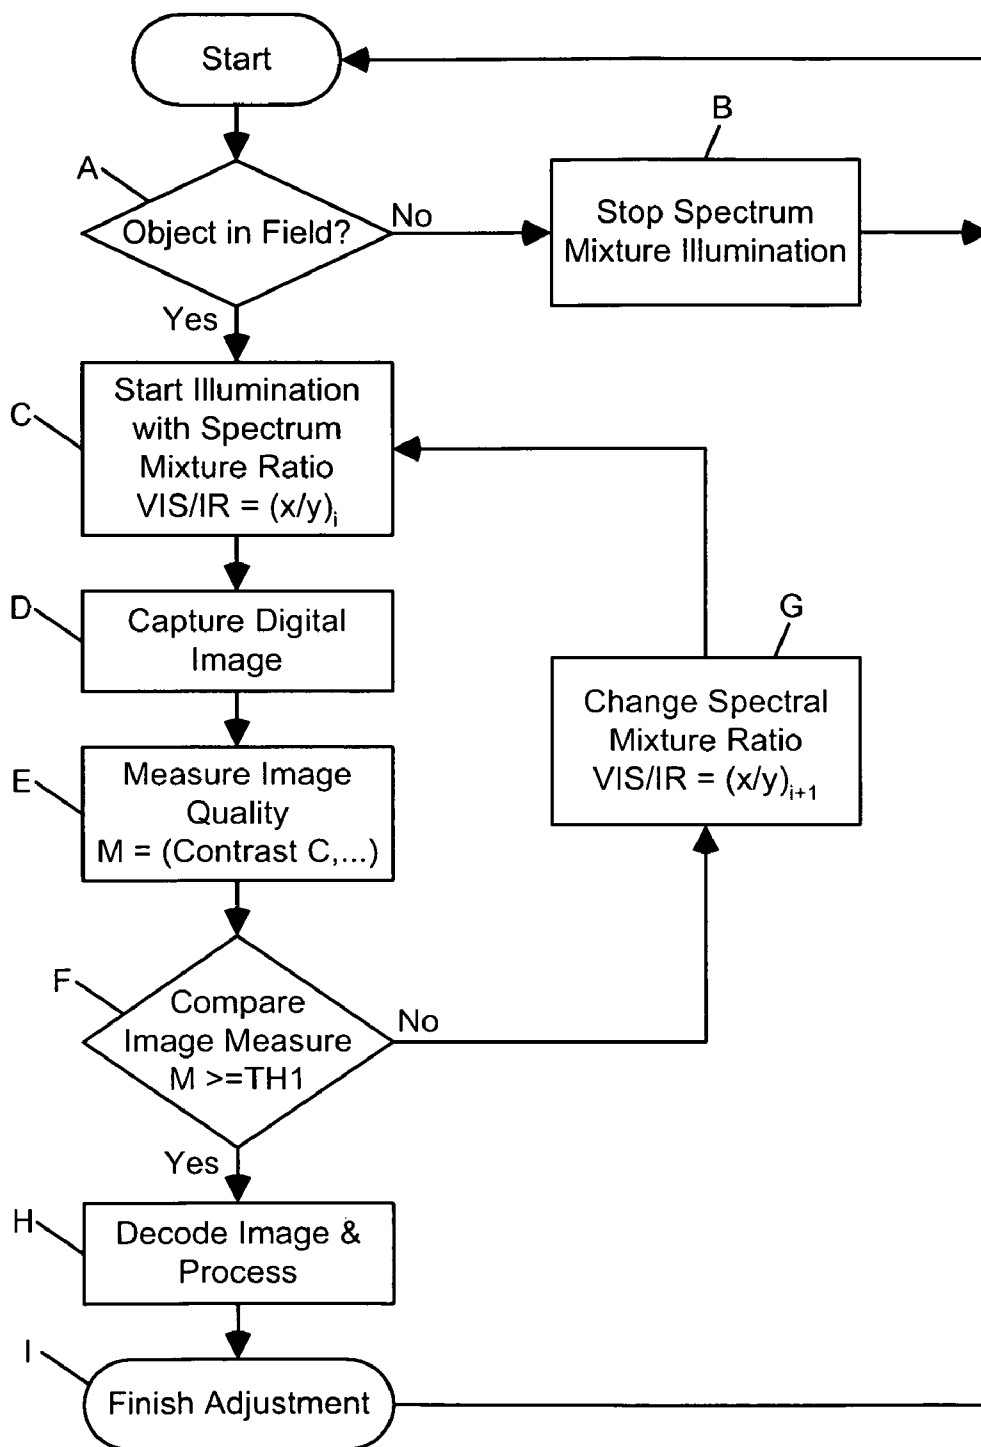 Start
B
A
Object in Field?
No
Stop Spectrum
Mixture Illumination
Yes
C
Start Illumination
with Spectrum
Mixture Ratio
VIS/IR = (x/y)i
D
Capture Digital
Image
G
Change Spectral
Mixture Ratio
VIS/IR = (x/y)i+1
E
Measure Image
Quality
M = (Contrast C,...)
F
Compare
Image Measure
M >=TH1
No
Yes
H
Decode Image &
Process
I
Finish Adjustment